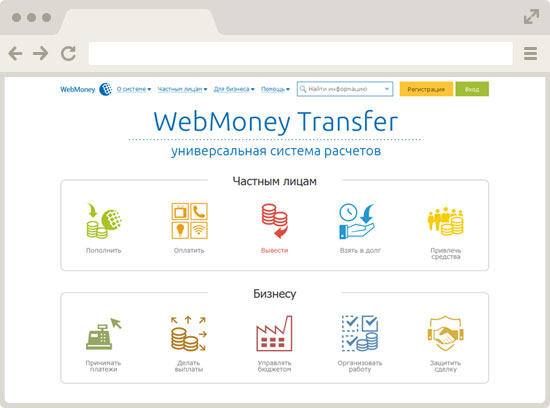 WebMoney О системе Частным лицам Для бизнеса Помощь Найти информацию Регистрация Вход
WebMoney Transfer
универсальная система расчетов
Частным лицам
Пополнить Оплатить Вывести Взять в долг Привлечь
средства
Бизнесу
Принимать Делать Управлять Организовать Защитить
платежи выплаты бюджетом работу сделку